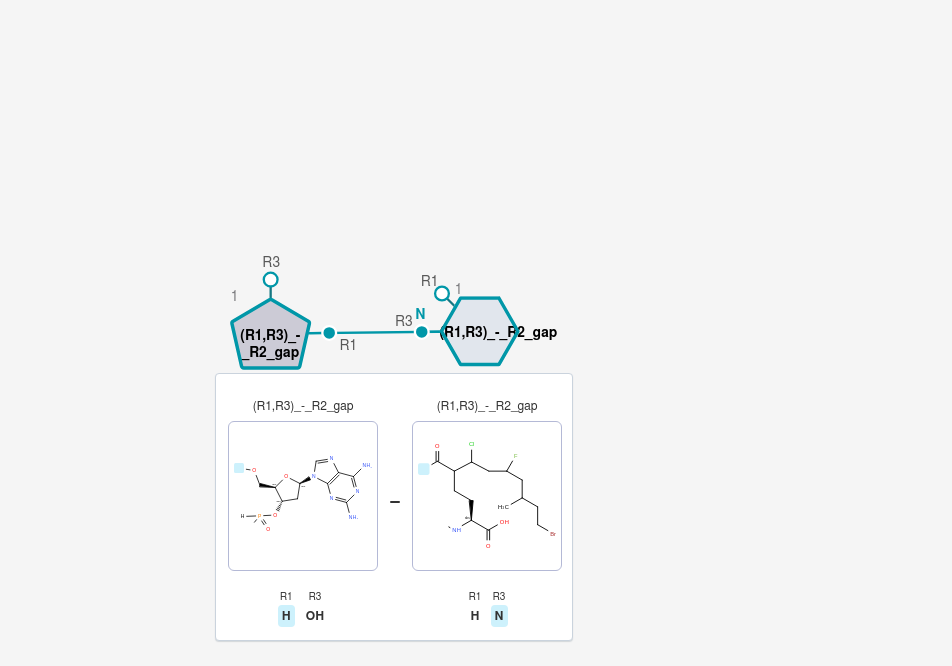 R3
1
(R1,R3)_-
_R2_gap
R1
R1
1
N
R3
(R1,R3)_-_R2_gap
(R1,R3)_-_R2_gap
(R1,R3)_-_R2_gap
O
O
N
N
NH
N
N
NH
H
P
O
O
–
O
Cl
F
H₃C
Br
NH
OH
O
R1 R3
H OH
R1 R3
H N